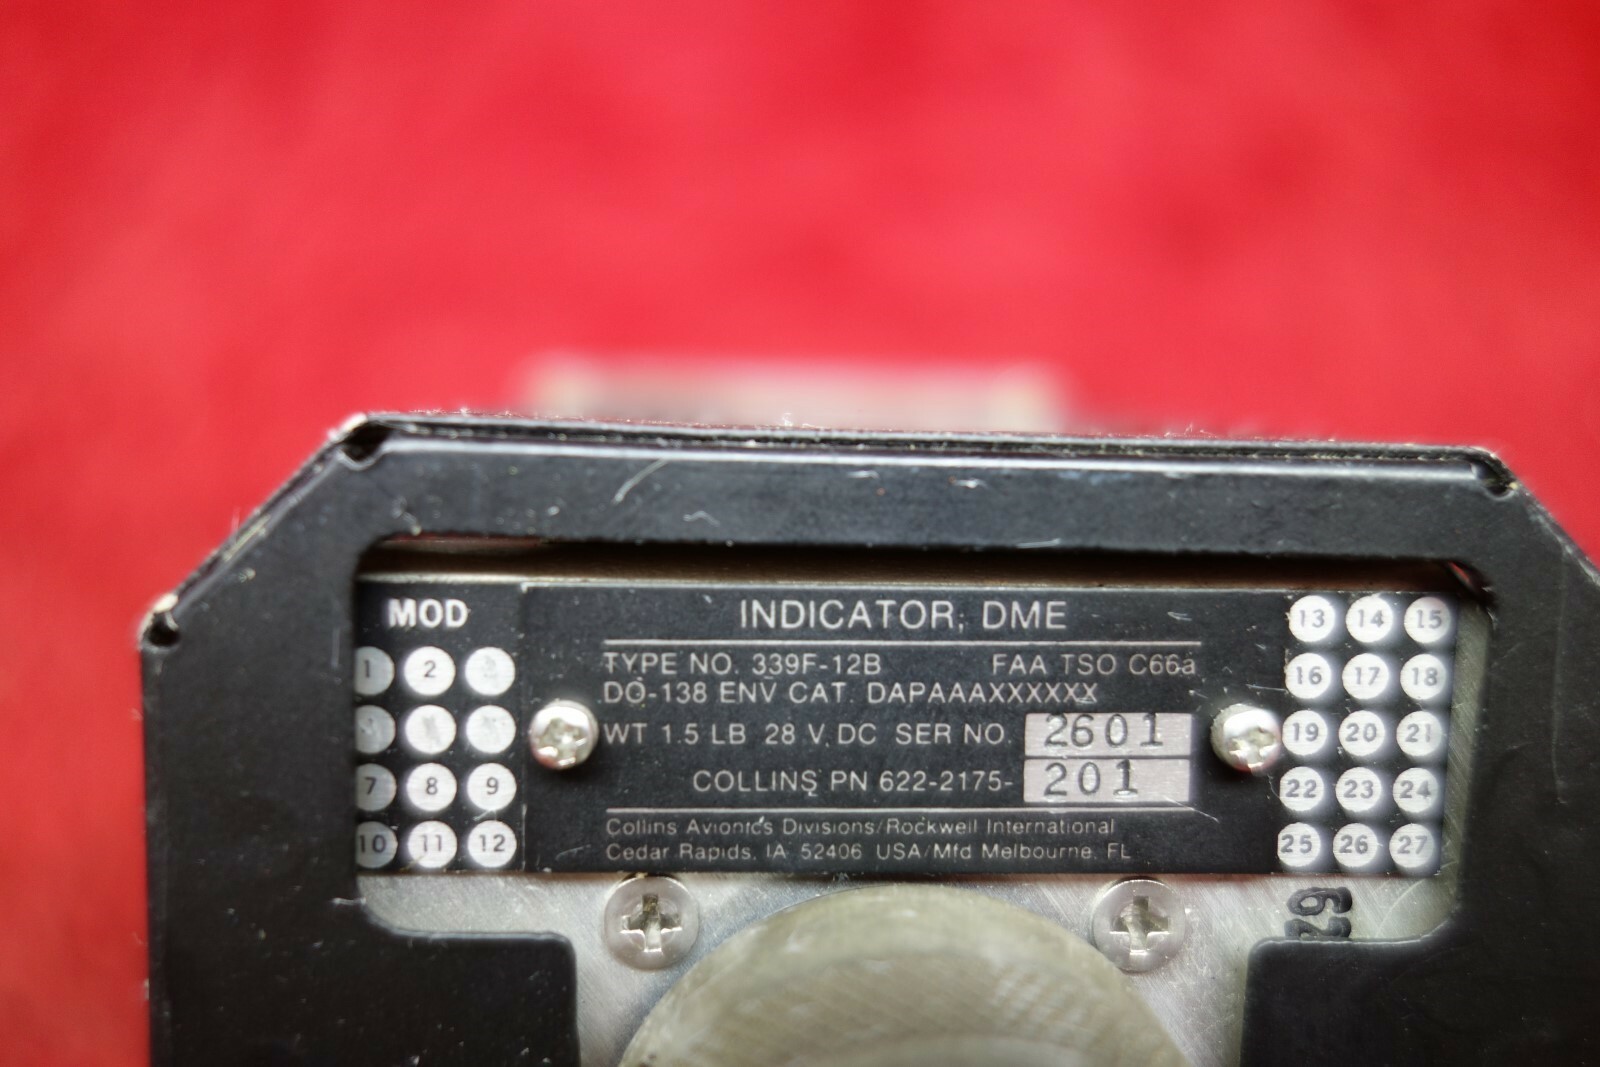 MOD
1 2
7 8 9
10 11 12
INDICATOR, DME
TYPE NO. 339F-12B FAA TSO C66a
DO-138 ENV CAT. DAPAAAXXXXXX
WT 1.5 LB 28 V.DC SER NO. 2601
COLLINS PN 622-2175-201
Collins Avionics Divisions/Rockwell International
Cedar Rapids, IA 52406 USA/Mfd Melbourne, FL
13 14 15
16 17 18
19 20 21
22 23 24
25 26 27
62